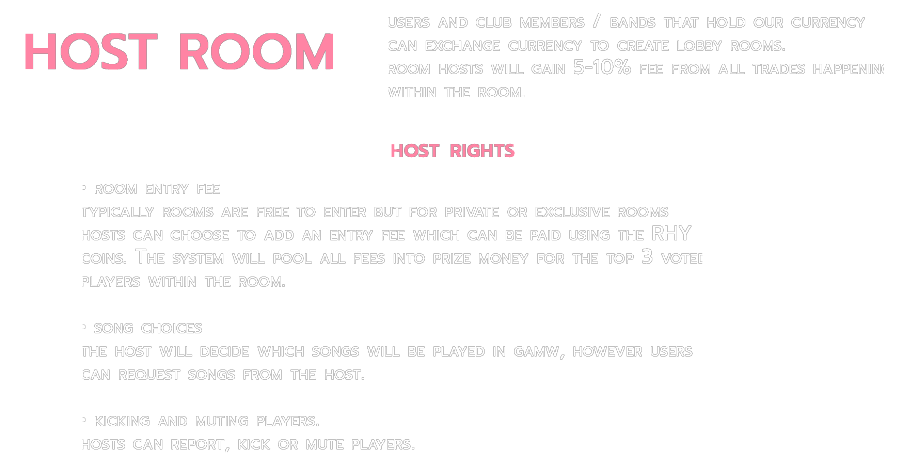 HOST ROOM
USERS AND CLUB MEMBERS / BANDS THAT HOLD OUR CURRENCY
CAN EXCHANGE CURRENCY TO CREATE LOBBY ROOMS.
ROOM HOSTS WILL GAIN 5-10% FEE FROM ALL TRADES HAPPENIN
WITHIN THE ROOM
HOST RIGHTS
· ROOM ENTRY FEE
TYPICALLY ROOMS ARE FREE TO ENTER BUT FOR PRIVATE OR EXCLUSIVE ROOMS
HOSTS CAN CHOOSE TO ADD AN ENTRY FEE WHICH CAN BE PAID USING THE RHY
COINS. THE SYSTEM WILL POOL ALL FEES INTO PRIZE MONEY FOR THE TOP 3 VOTED
PLAYERS WITHIN THE ROOM.
· SONG CHOICES
THE HOST WILL DECIDE WHICH SONGS WILL BE PLAYED IN GAMW, HOWEVER USERS
CAN REQUEST SONGS FROM THE HOST.
· KICKING AND MUTING PLAYERS.
HOSTS CAN REPORT, KICK OR MUTE PLAYERS.